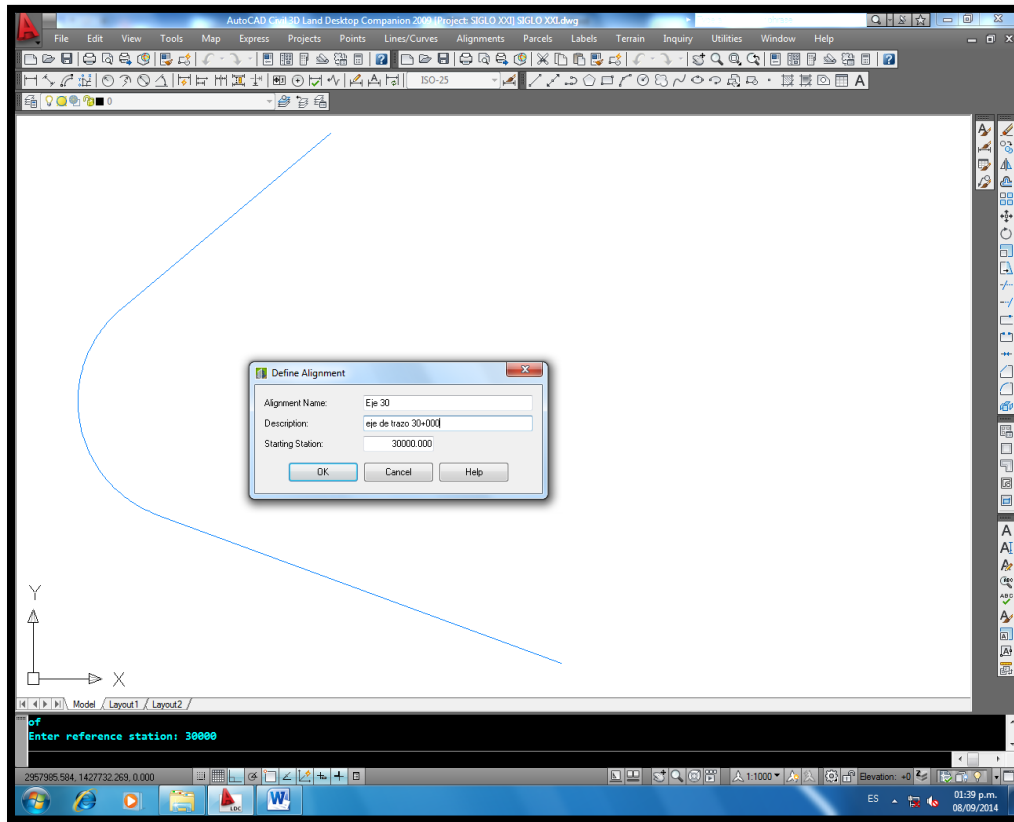 AutoCAD Civil 3D Land Desktop Companion 2009 [Project: SIGLO XXI] SIGLO XXI.dwg
File Edit View Tools Map Express Projects Points Lines/Curves Alignments Parcels Labels Terrain Inquiry Utilities Window Help
ISO-25
0
Define Alignment
Alignment Name: Eje 30
Description: eje de trazo 30+000
Starting Station: 30000.000
OK Cancel Help
Y
X
Model Layout1 Layout2
of
Enter reference station: 30000
2957985.584, 1427732.269, 0.000
1:1000
Elevation: +0
LDC
ES
01:39 p.m.
08/09/2014